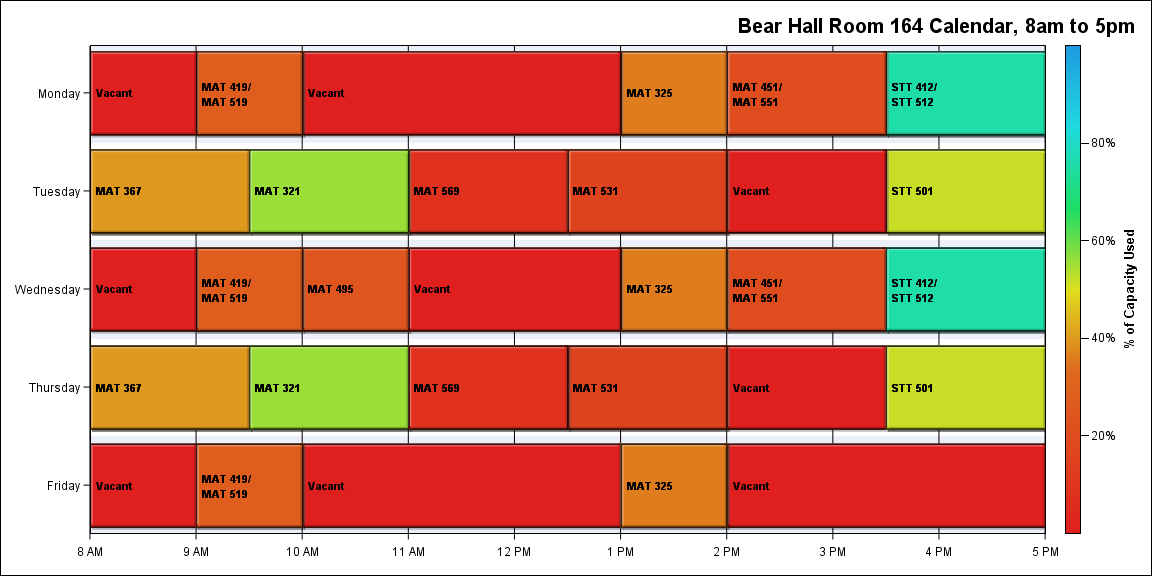 Bear Hall Room 164 Calendar, 8am to 5pm
Monday
Vacant
MAT 419/
MAT 519
Vacant
MAT 325
MAT 451/
MAT 551
STT 412/
STT 512
Tuesday
MAT 367
MAT 321
MAT 569
MAT 531
Vacant
STT 501
Wednesday
Vacant
MAT 419/
MAT 519
MAT 495
Vacant
MAT 325
MAT 451/
MAT 551
STT 412/
STT 512
Thursday
MAT 367
MAT 321
MAT 569
MAT 531
Vacant
STT 501
Friday
Vacant
MAT 419/
MAT 519
Vacant
MAT 325
Vacant
8 AM
9 AM
10 AM
11 AM
12 PM
1 PM
2 PM
3 PM
4 PM
5 PM
80%
60%
40%
20%
% of Capacity Used